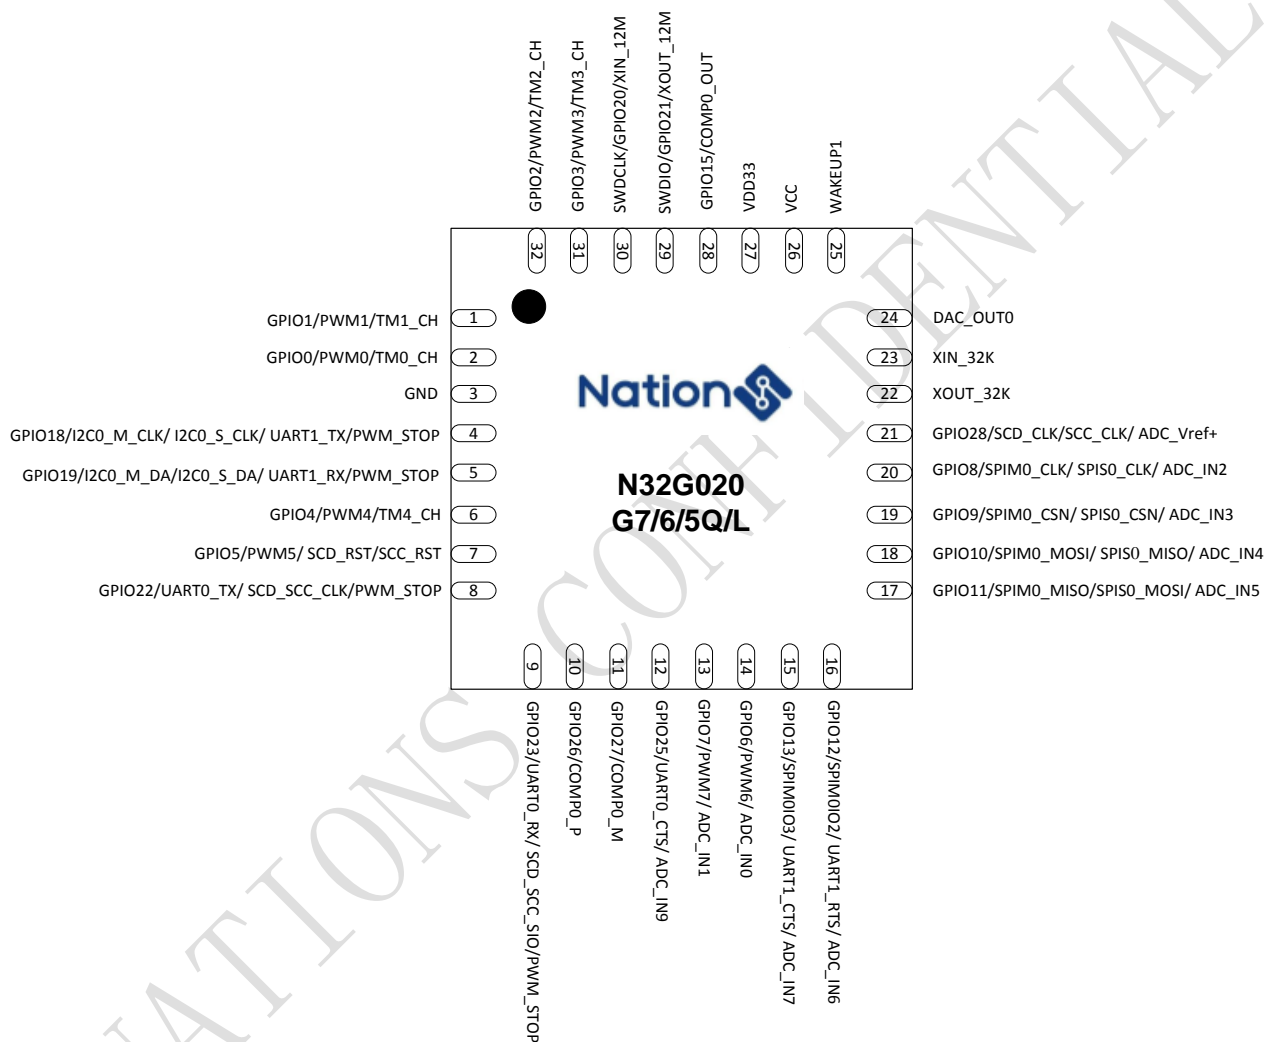 GPIO2/PWM2/TM2_CH
GPIO3/PWM3/TM3_CH
SWDCLK/GPIO20/XIN_12M
SWDIO/GPIO21/XOUT_12M
GPIO15/COMP0_OUT
VDD33
VCC
WAKEUP1
32
31
30
29
28
27
26
25
GPIO1/PWM1/TM1_CH 1
GPIO0/PWM0/TM0_CH 2
GND 3
GPIO18/I2C0_M_CLK/ I2C0_S_CLK/ UART1_TX/PWM_STOP 4
GPIO19/I2C0_M_DA/I2C0_S_DA/ UART1_RX/PWM_STOP 5
GPIO4/PWM4/TM4_CH 6
GPIO5/PWM5/ SCD_RST/SCC_RST 7
GPIO22/UART0_TX/ SCD_SCC_CLK/PWM_STOP 8
Nation
N32G020
G7/6/5Q/L
24 DAC_OUT0
23 XIN_32K
22 XOUT_32K
21 GPIO28/SCD_CLK/SCC_CLK/ ADC_Vref+
20 GPIO8/SPIM0_CLK/ SPIS0_CLK/ ADC_IN2
19 GPIO9/SPIM0_CSN/ SPIS0_CSN/ ADC_IN3
18 GPIO10/SPIM0_MOSI/ SPIS0_MISO/ ADC_IN4
17 GPIO11/SPIM0_MISO/SPIS0_MOSI/ ADC_IN5
9
10
11
12
13
14
15
16
GPIO23/UART0_RX/ SCD_SCC_SIO/PWM_STOP
GPIO26/COMP0_P
GPIO27/COMP0_M
GPIO25/UART0_CTS/ ADC_IN9
GPIO7/PWM7/ ADC_IN1
GPIO6/PWM6/ ADC_IN0
GPIO13/SPIM0IO3/ UART1_CTS/ ADC_IN7
GPIO12/SPIM0IO2/ UART1_RTS/ ADC_IN6
NATIONS CONFIDENTIAL